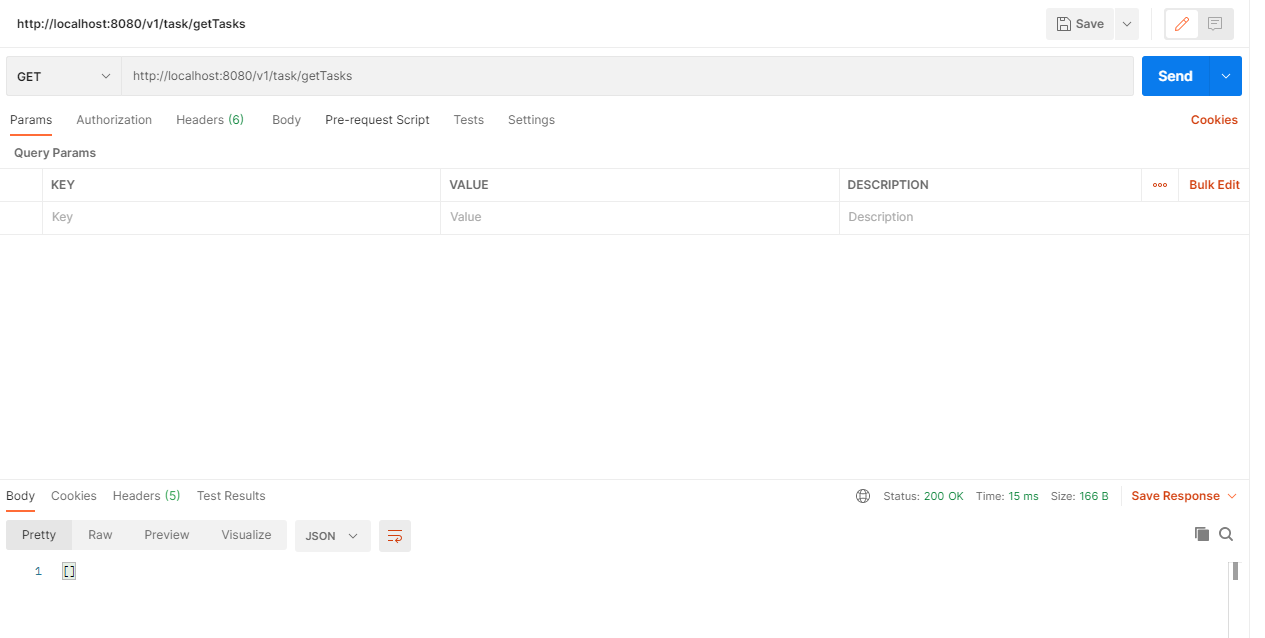 http://localhost:8080/v1/task/getTasks Save
GET http://localhost:8080/v1/task/getTasks Send
Params Authorization Headers (6) Body Pre-request Script Tests Settings Cookies
Query Params
KEY VALUE DESCRIPTION ooo Bulk Edit
Key Value Description
Body Cookies Headers (5) Test Results Status: 200 OK Time: 15 ms Size: 166 B Save Response
Pretty Raw Preview Visualize JSON
1 []